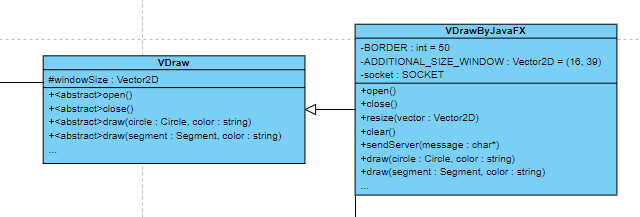 VDraw
#windowSize : Vector2D
+<abstract>open()
+<abstract>close()
+<abstract>draw(circle : Circle, color : string)
+<abstract>draw(segment : Segment, color : string)
...
VDrawByJavaFX
-BORDER : int = 50
-ADDITIONAL_SIZE_WINDOW : Vector2D = (16, 39)
-socket : SOCKET
+open()
+close()
+resize(vector : Vector2D)
+clear()
+sendServer(message : char*)
+draw(circle : Circle, color : string)
+draw(segment : Segment, color : string)
...